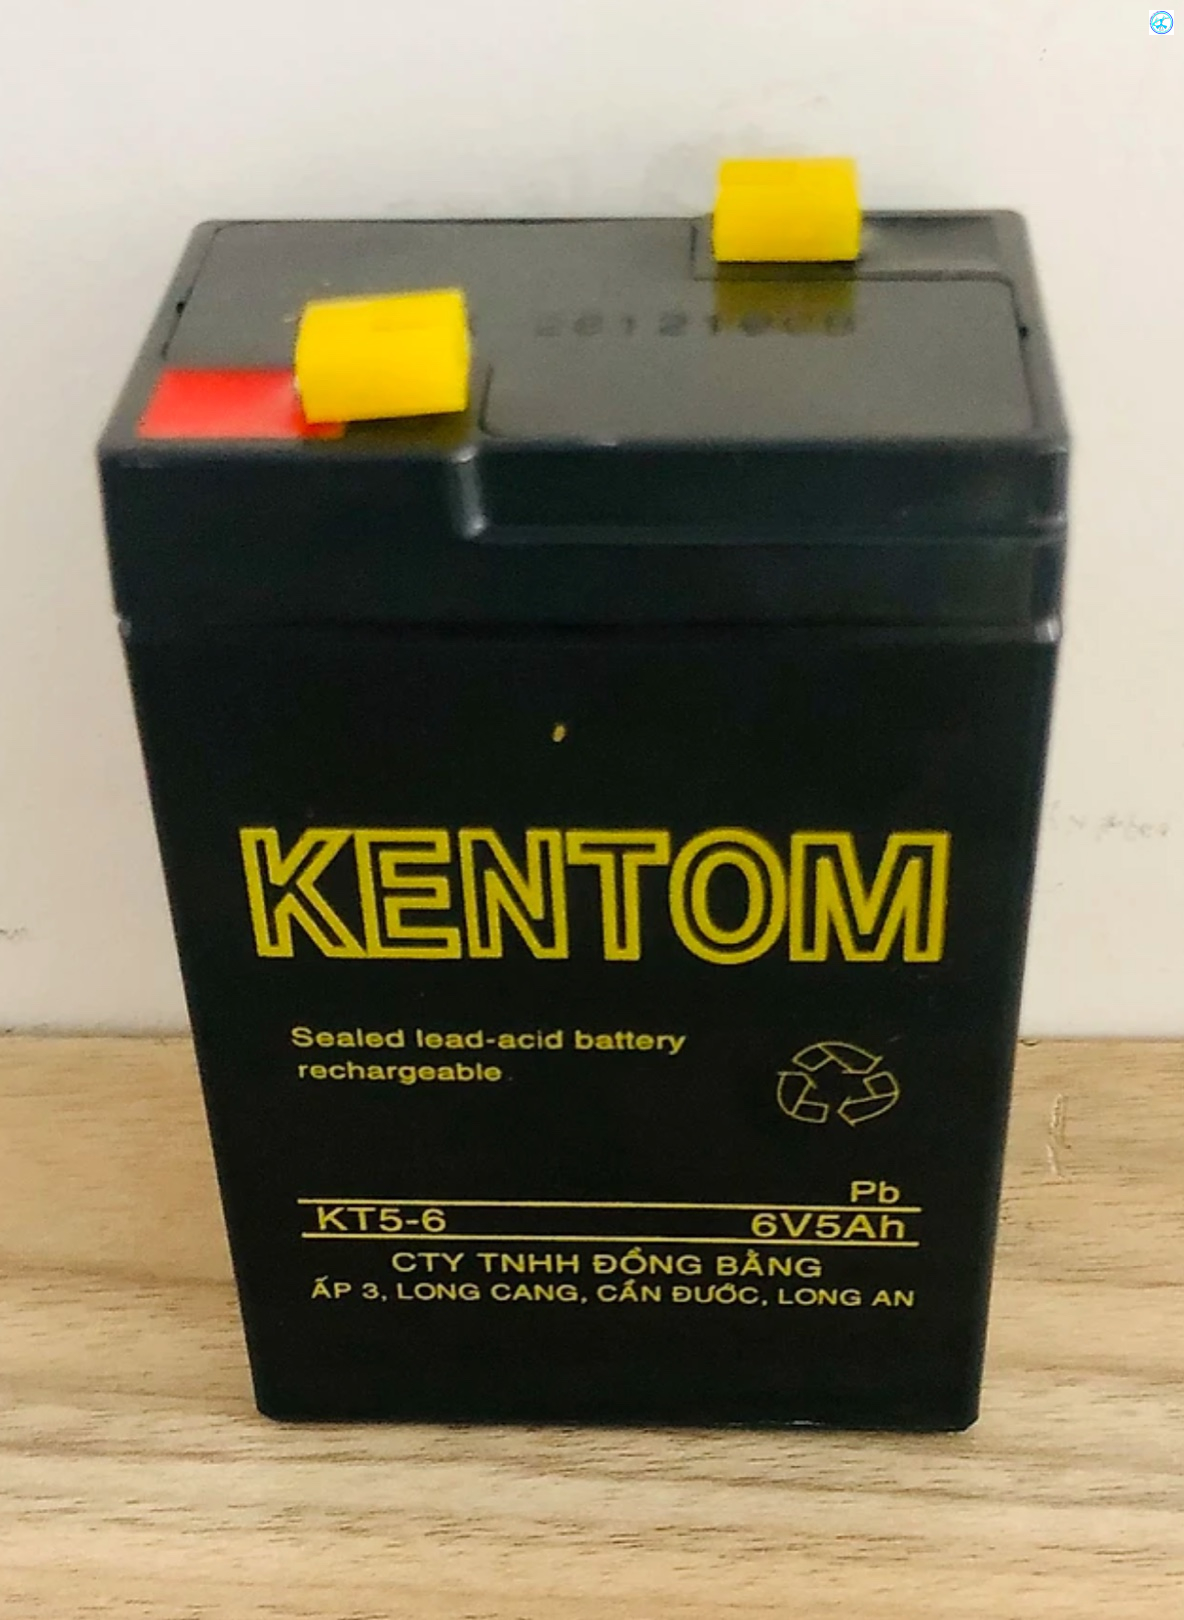 KENTOM
Sealed lead-acid battery
rechargeable
Pb
KT5-6 6V5Ah
CTY TNHH ĐỒNG BẰNG
ẤP 3, LONG CANG, CẦN ĐƯỚC, LONG AN